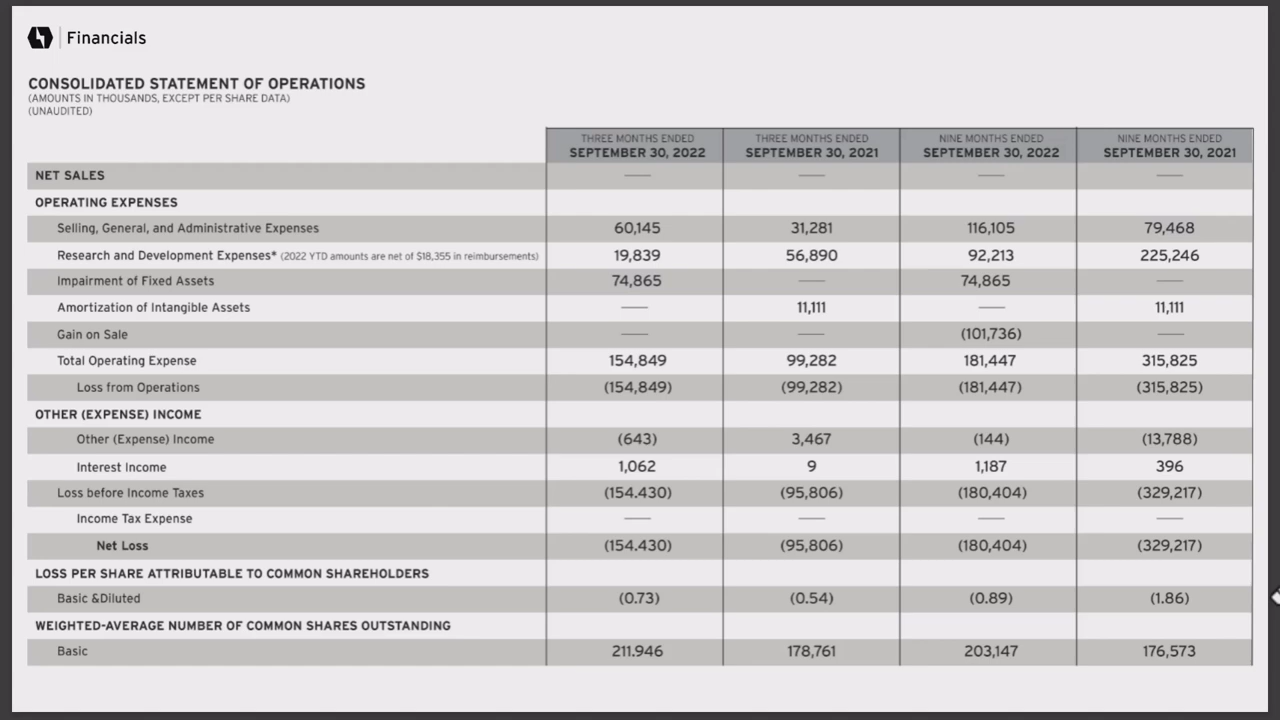 Financials
CONSOLIDATED STATEMENT OF OPERATIONS
(AMOUNTS IN THOUSANDS, EXCEPT PER SHARE DATA)
(UNAUDITED)
THREE MONTHS ENDED THREE MONTHS ENDED NINE MONTHS ENDED NINE MONTHS ENDED
SEPTEMBER 30, 2022 SEPTEMBER 30, 2021 SEPTEMBER 30, 2022 SEPTEMBER 30, 2021
NET SALES — — — —
OPERATING EXPENSES
Selling, General, and Administrative Expenses 60,145 31,281 116,105 79,468
Research and Development Expenses* (2022 YTD amounts are net of $18,355 in reimbursements) 19,839 56,890 92,213 225,246
Impairment of Fixed Assets 74,865 — 74,865 —
Amortization of Intangible Assets — 11,111 — 11,111
Gain on Sale — — (101,736) —
Total Operating Expense 154,849 99,282 181,447 315,825
Loss from Operations (154,849) (99,282) (181,447) (315,825)
OTHER (EXPENSE) INCOME
Other (Expense) Income (643) 3,467 (144) (13,788)
Interest Income 1,062 9 1,187 396
Loss before Income Taxes (154.430) (95,806) (180,404) (329,217)
Income Tax Expense — — — —
Net Loss (154.430) (95,806) (180,404) (329,217)
LOSS PER SHARE ATTRIBUTABLE TO COMMON SHAREHOLDERS
Basic &Diluted (0.73) (0.54) (0.89) (1.86)
WEIGHTED-AVERAGE NUMBER OF COMMON SHARES OUTSTANDING
Basic 211.946 178,761 203,147 176,573